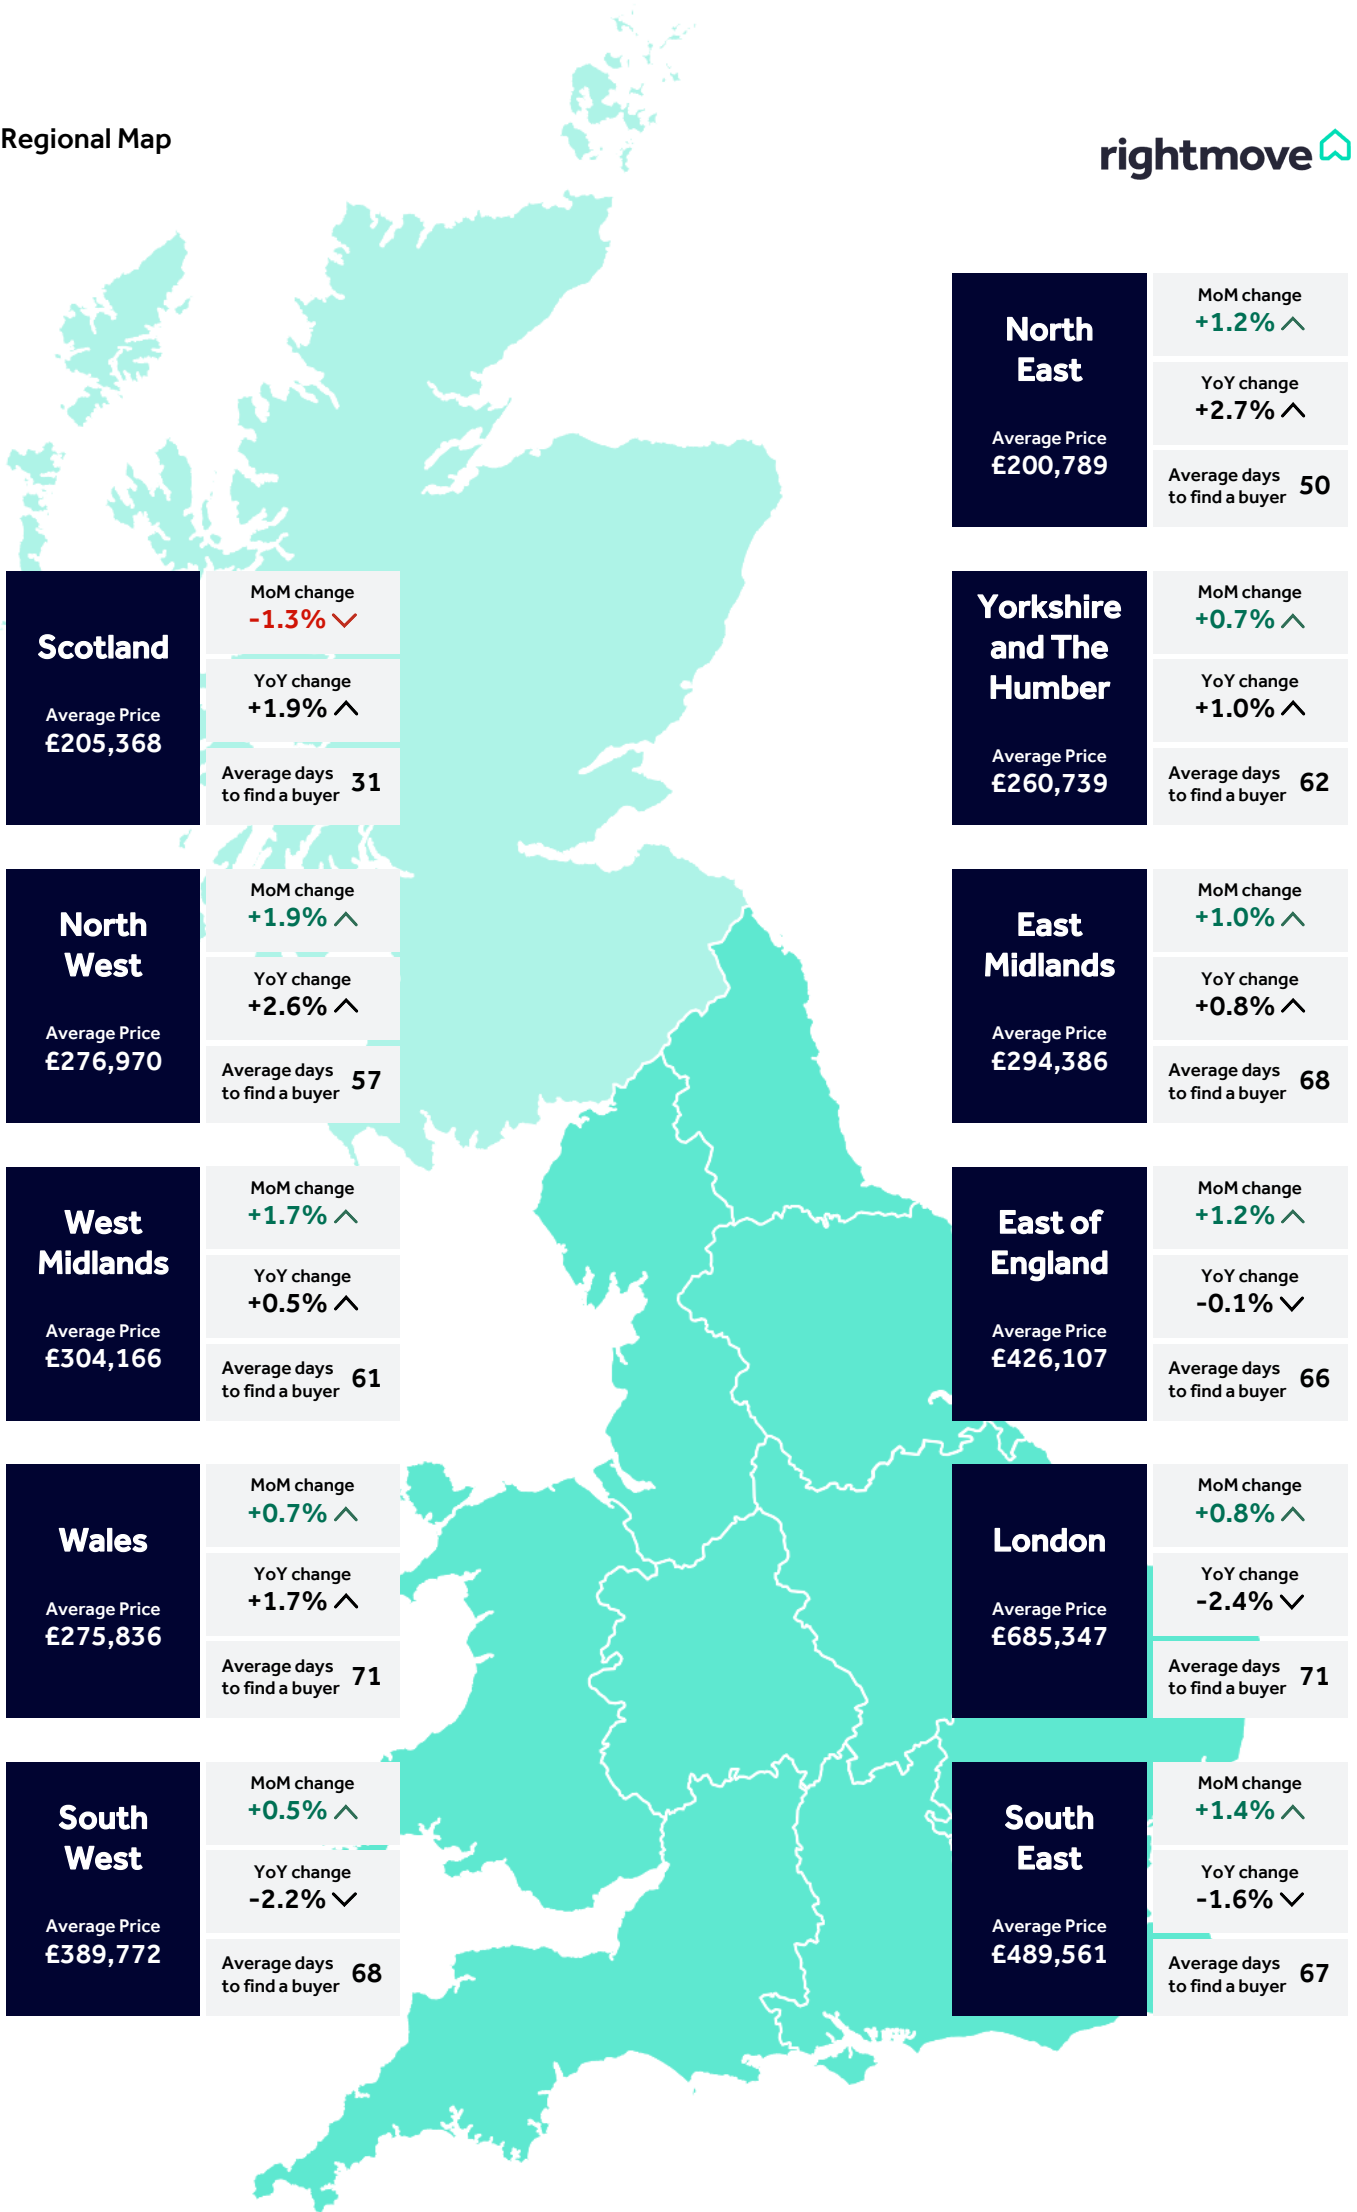 Regional Map
rightmove
North
East
Average Price
£200,789
MoM change
+1.2%
YoY change
+2.7%
Average days
to find a buyer
50
Scotland
Average Price
£205,368
MoM change
-1.3%
YoY change
+1.9%
Average days
to find a buyer
31
Yorkshire
and The
Humber
Average Price
£260,739
MoM change
+0.7%
YoY change
+1.0%
Average days
to find a buyer
62
North
West
Average Price
£276,970
MoM change
+1.9%
YoY change
+2.6%
Average days
to find a buyer
57
East
Midlands
Average Price
£294,386
MoM change
+1.0%
YoY change
+0.8%
Average days
to find a buyer
68
West
Midlands
Average Price
£304,166
MoM change
+1.7%
YoY change
+0.5%
Average days
to find a buyer
61
East of
England
Average Price
£426,107
MoM change
+1.2%
YoY change
-0.1%
Average days
to find a buyer
66
Wales
Average Price
£275,836
MoM change
+0.7%
YoY change
+1.7%
Average days
to find a buyer
71
London
Average Price
£685,347
MoM change
+0.8%
YoY change
-2.4%
Average days
to find a buyer
71
South
West
Average Price
£389,772
MoM change
+0.5%
YoY change
-2.2%
Average days
to find a buyer
68
South
East
Average Price
£489,561
MoM change
+1.4%
YoY change
-1.6%
Average days
to find a buyer
67